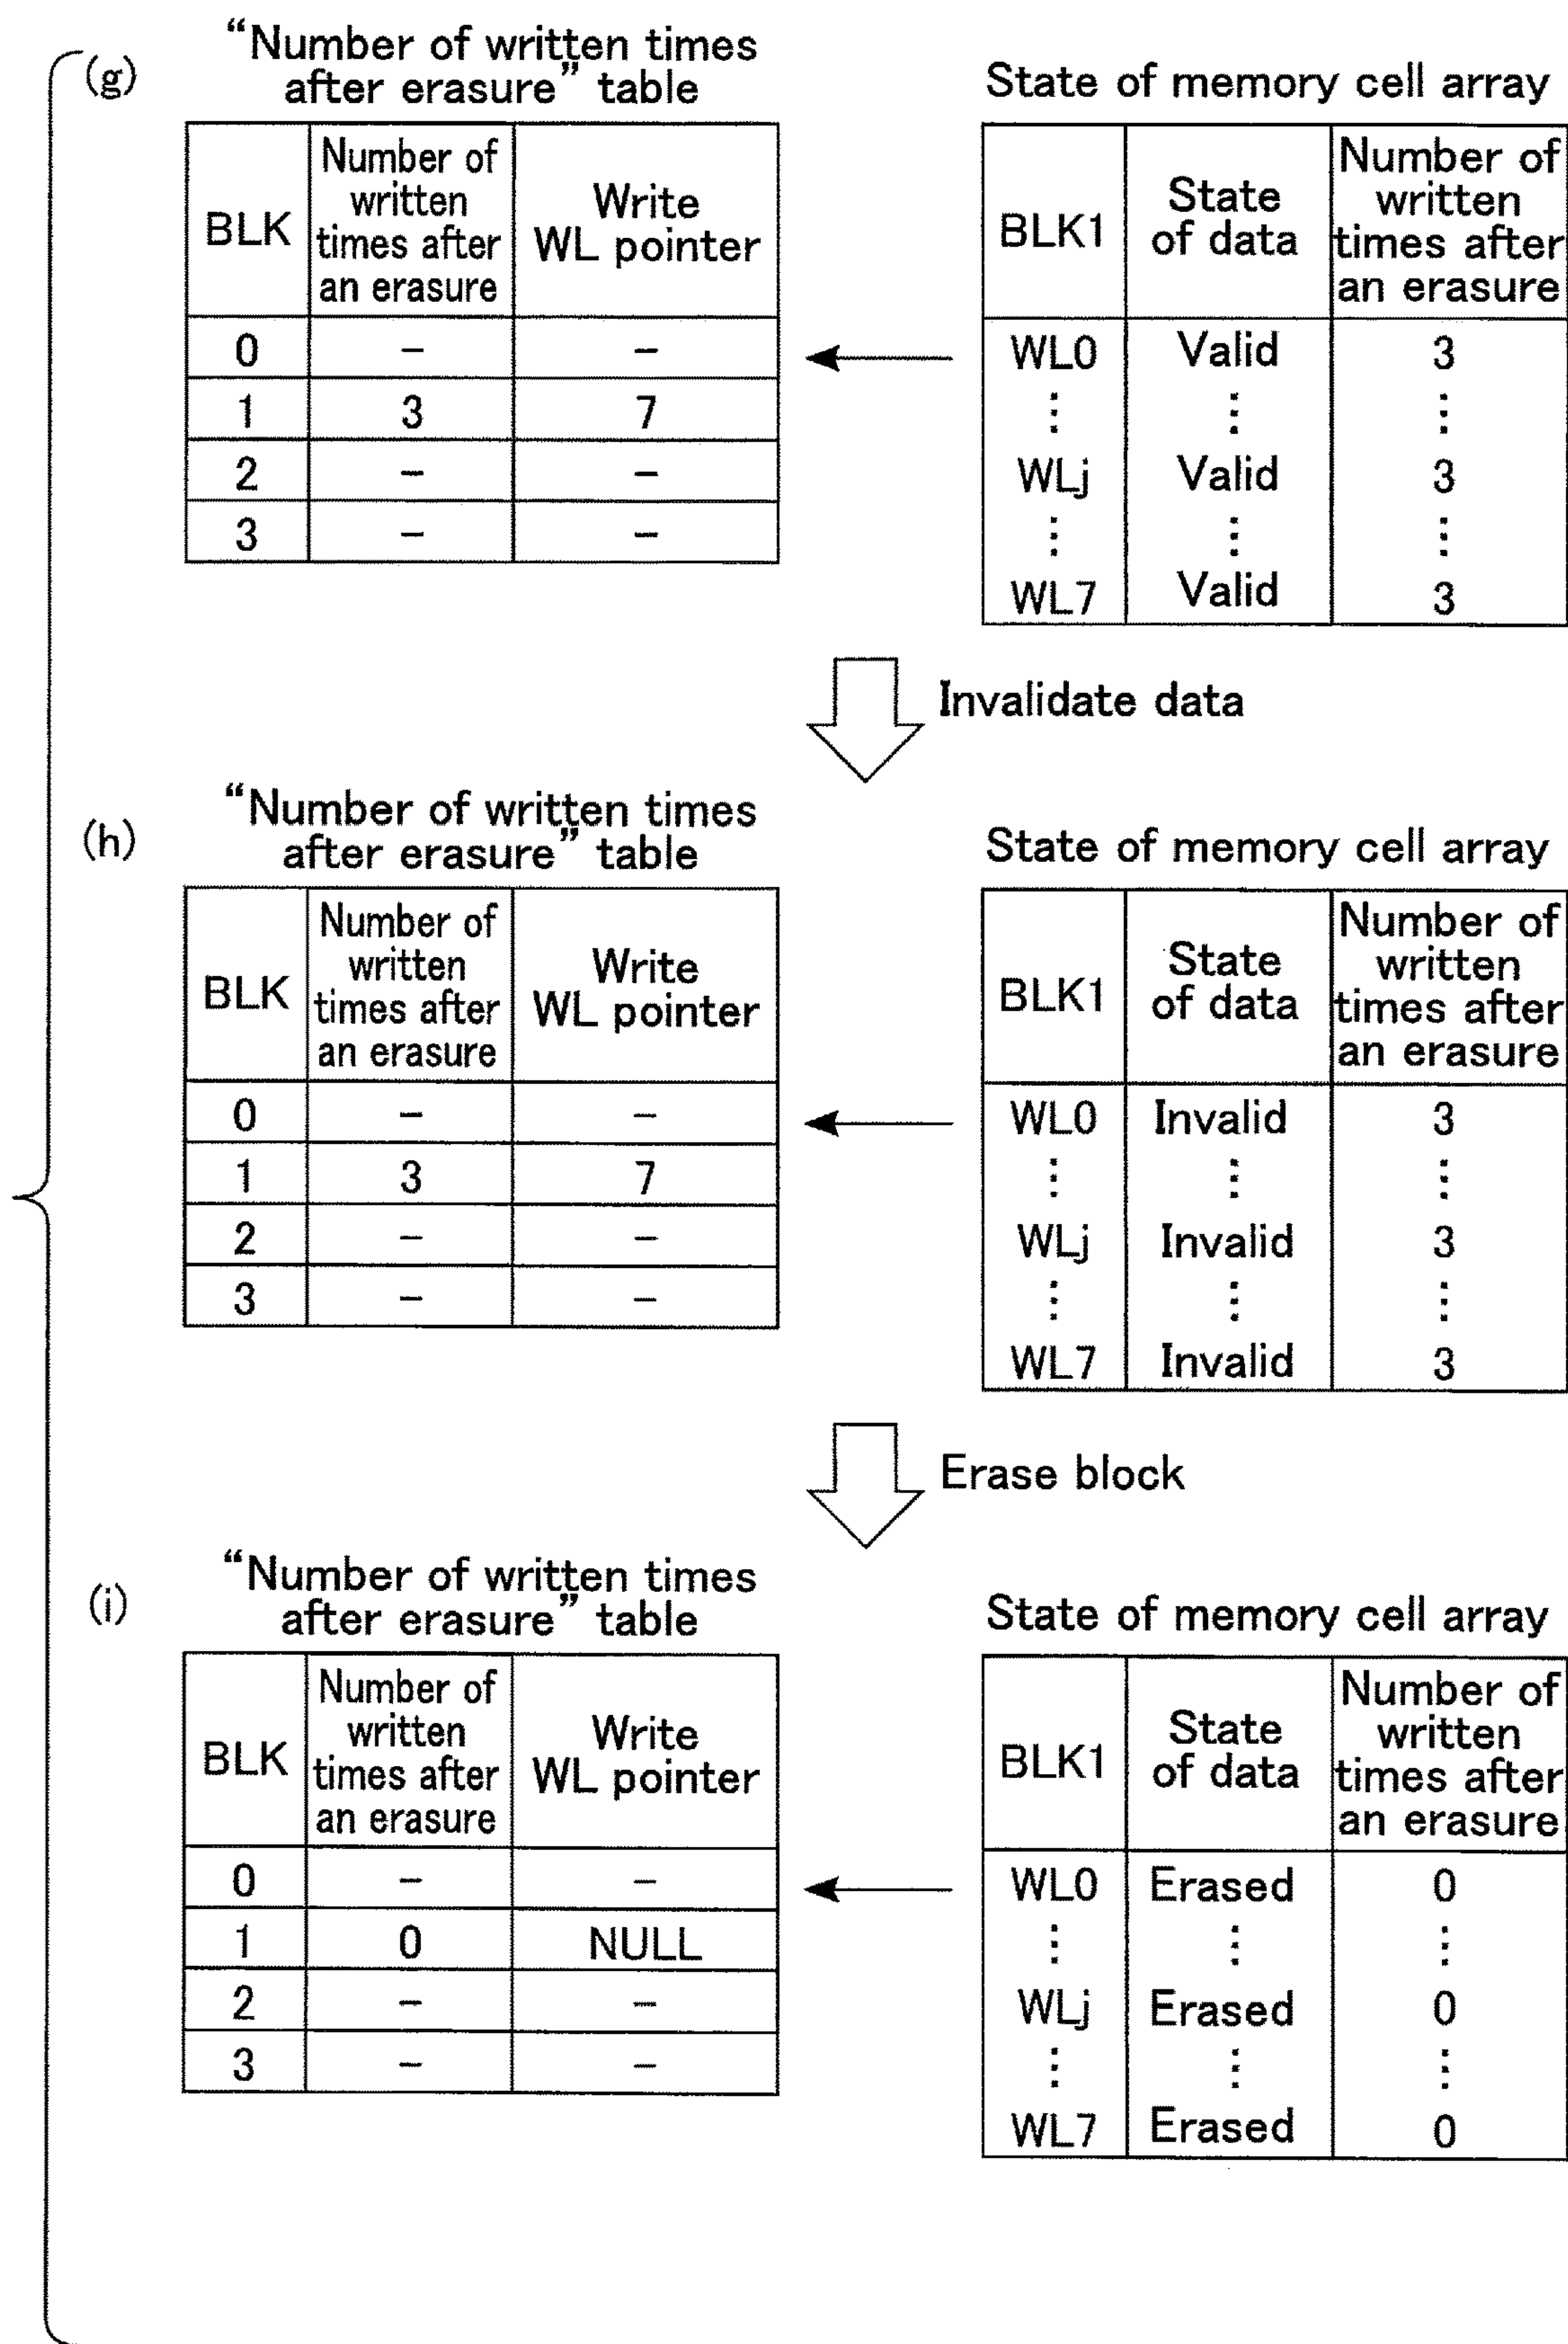 (g)
“Number of written times
after erasure” table
BLK
Number of
written
times after
an erasure
Write
WL pointer
0 – –
1 3 7
2 – –
3 – –
State of memory cell array
BLK1
State
of data
Number of
written
times after
an erasure
WL0 Valid 3
⋮ ⋮ ⋮
WLj Valid 3
⋮ ⋮ ⋮
WL7 Valid 3
Invalidate data
(h)
“Number of written times
after erasure” table
BLK
Number of
written
times after
an erasure
Write
WL pointer
0 – –
1 3 7
2 – –
3 – –
State of memory cell array
BLK1
State
of data
Number of
written
times after
an erasure
WL0 Invalid 3
⋮ ⋮ ⋮
WLj Invalid 3
⋮ ⋮ ⋮
WL7 Invalid 3
Erase block
(i)
“Number of written times
after erasure” table
BLK
Number of
written
times after
an erasure
Write
WL pointer
0 – –
1 0 NULL
2 – –
3 – –
State of memory cell array
BLK1
State
of data
Number of
written
times after
an erasure
WL0 Erased 0
⋮ ⋮ ⋮
WLj Erased 0
⋮ ⋮ ⋮
WL7 Erased 0